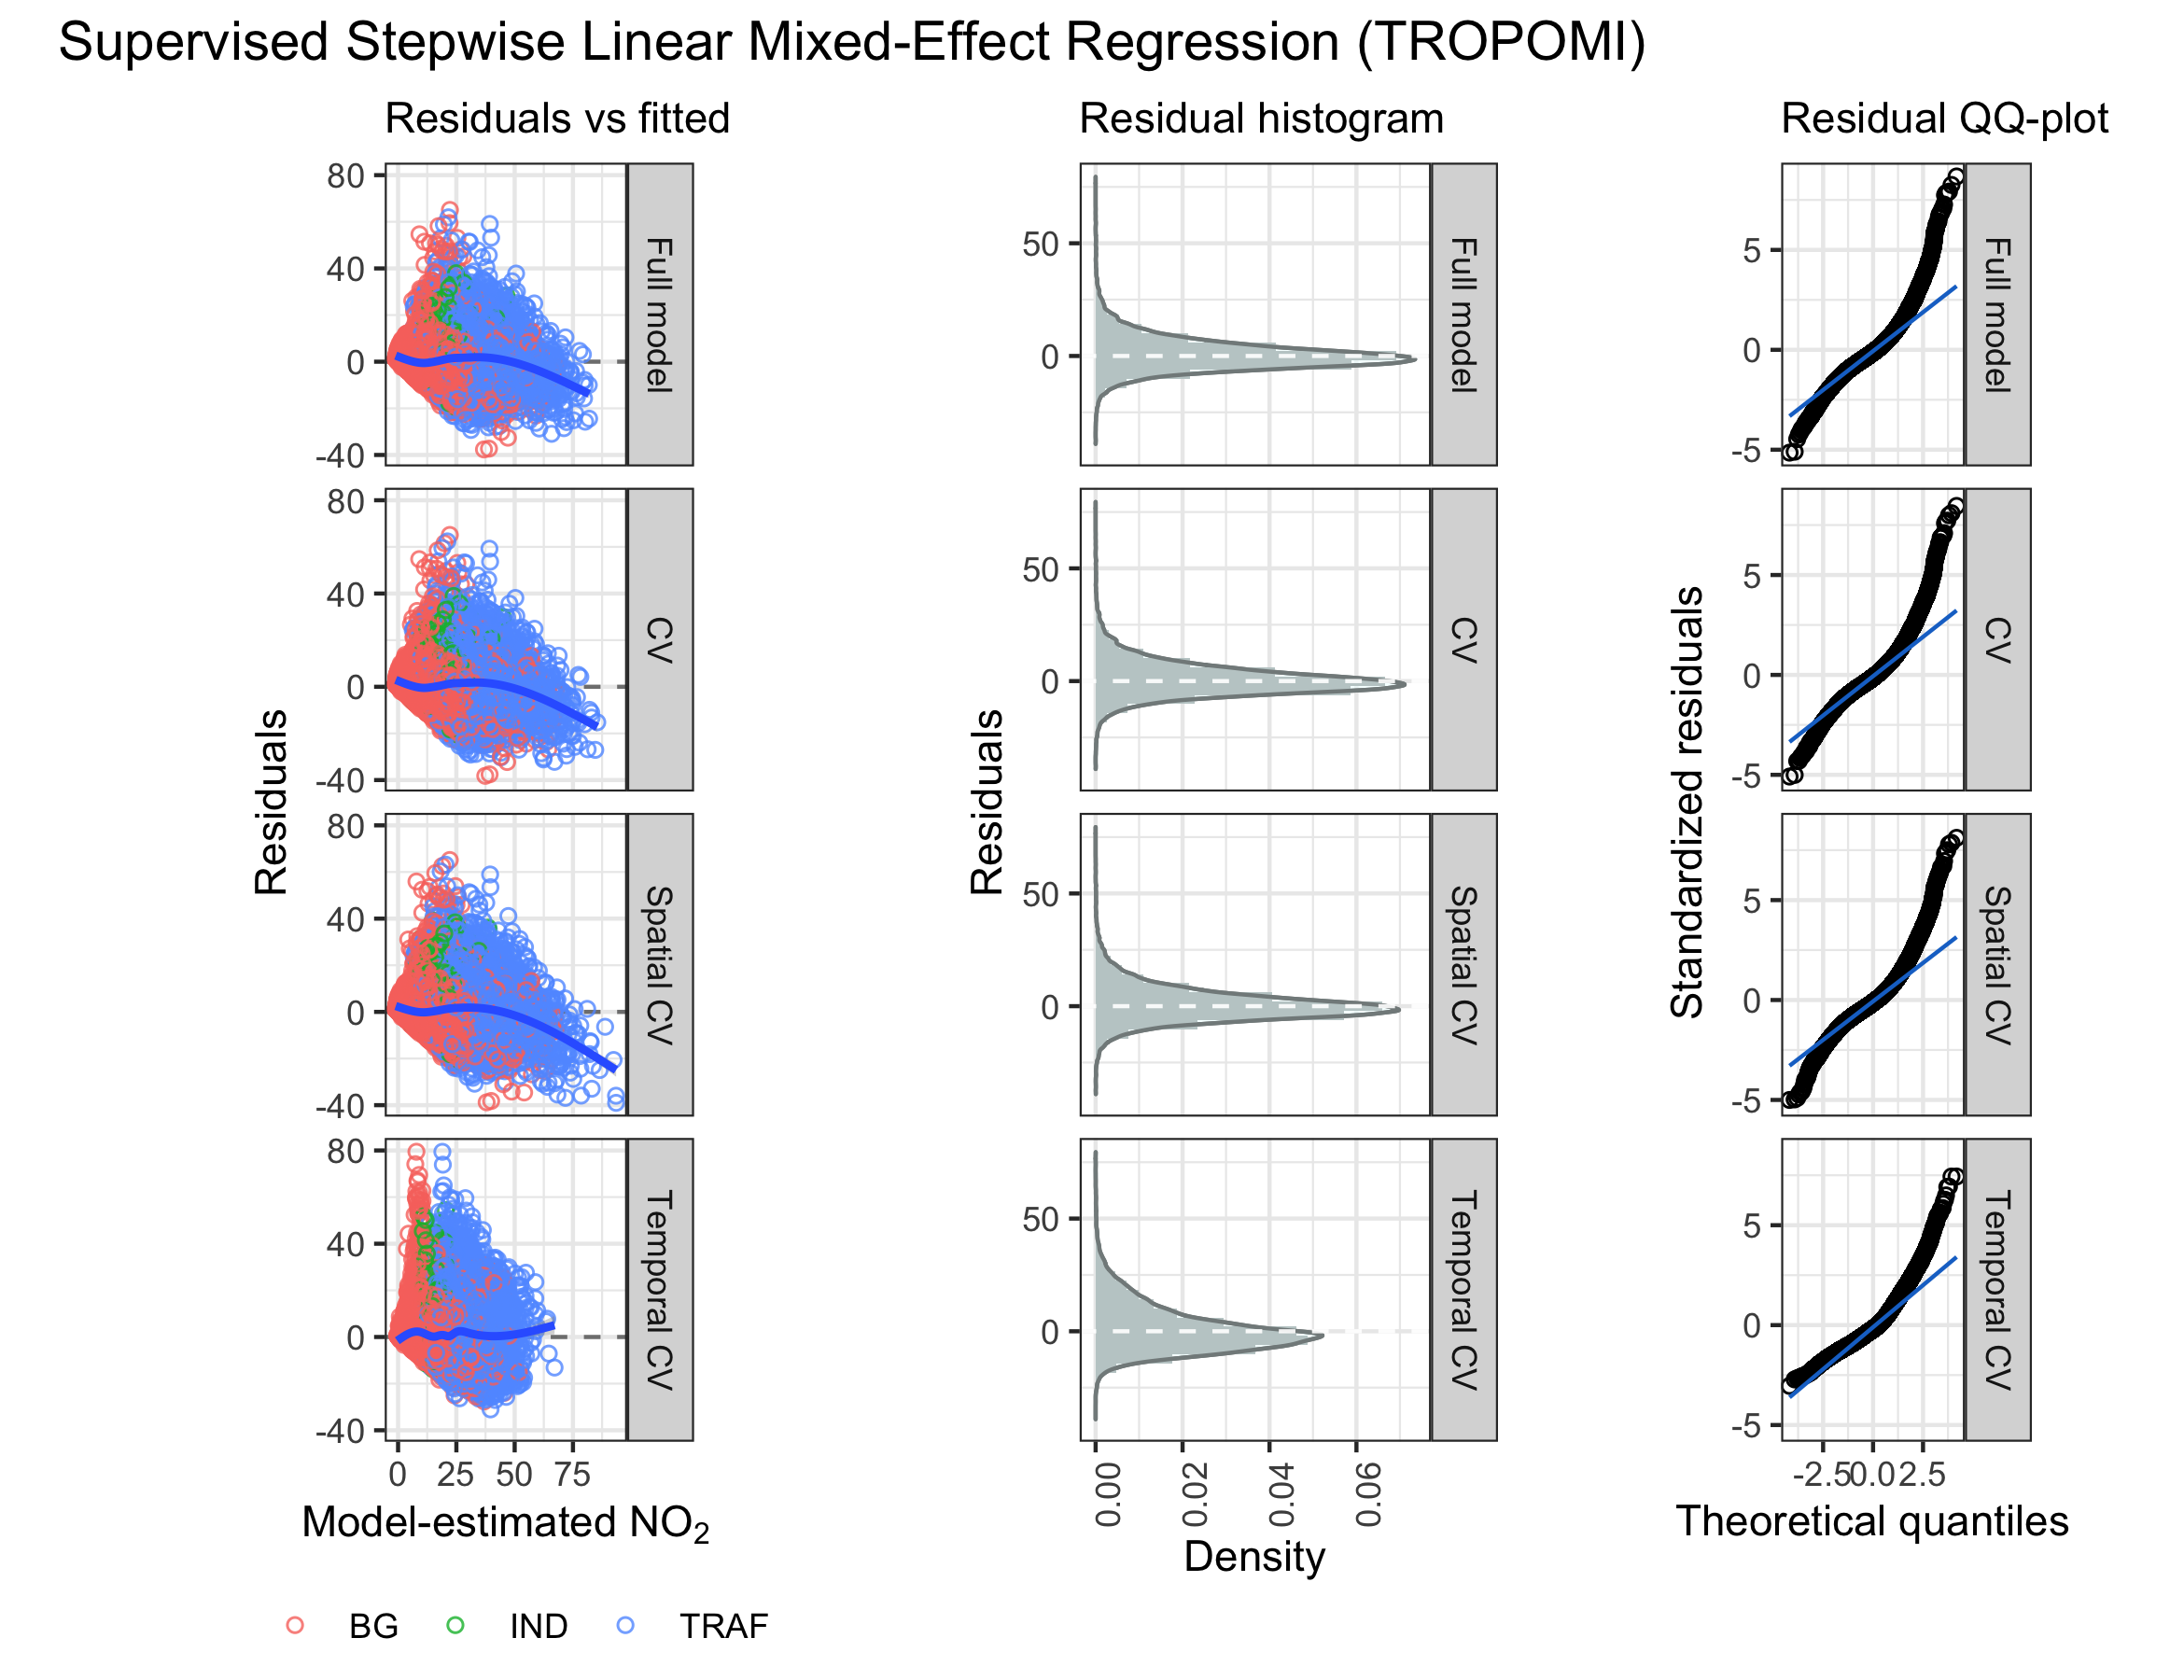 Supervised Stepwise Linear Mixed-Effect Regression (TROPOMI)
Residuals vs fitted
Residuals
80
40
0
-40
Full model
80
40
0
-40
CV
80
40
0
-40
Spatial CV
80
40
0
-40
Temporal CV
0 25 50 75
Model-estimated NO₂
BG IND TRAF
Residual histogram
Residuals
50
0
Full model
50
0
CV
50
0
Spatial CV
50
0
Temporal CV
0.00 0.02 0.04 0.06
Density
Residual QQ-plot
Standardized residuals
5
0
-5
Full model
5
0
-5
CV
5
0
-5
Spatial CV
5
0
-5
Temporal CV
-2.5 0.0 2.5
Theoretical quantiles